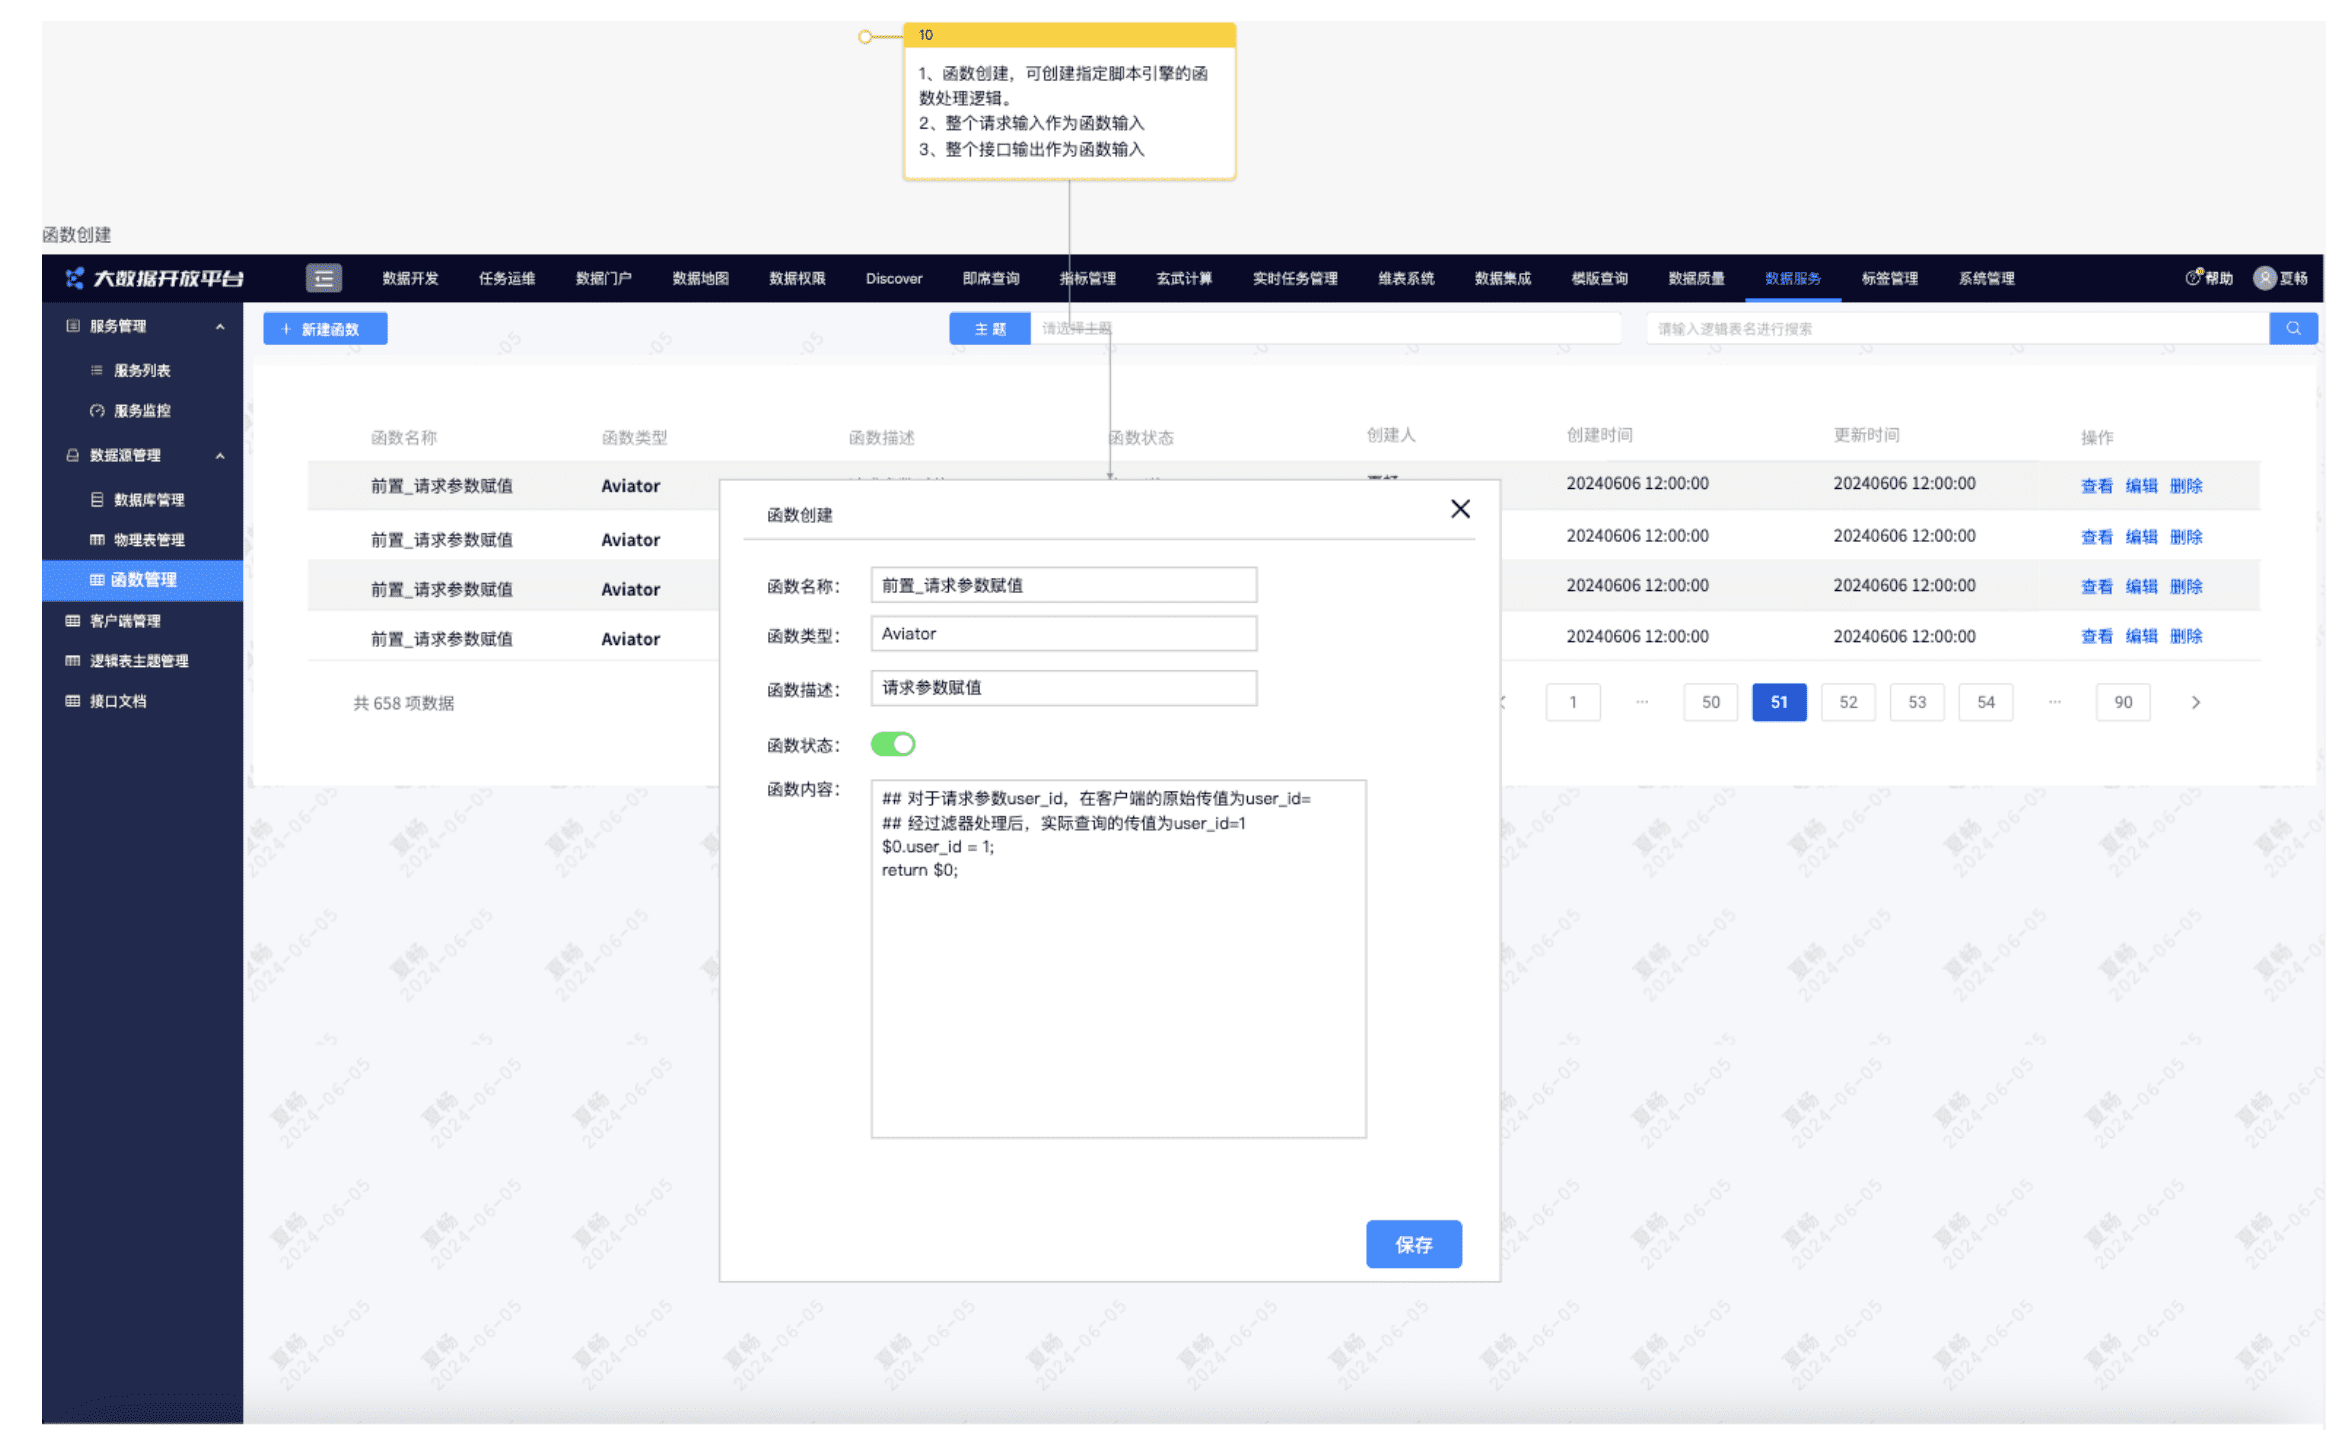 10
1、函数创建，可创建指定脚本引擎的函
数处理逻辑。
2、整个请求输入作为函数输入
3、整个接口输出作为函数输入
函数创建
大数据开放平台 数据开发 任务运维 数据门户 数据地图 数据权限 Discover 即席查询 指标管理 玄武计算 实时任务管理 维表系统 数据集成 模版查询 数据质量 数据服务 标签管理 系统管理 帮助 夏畅
服务管理
服务列表
服务监控
数据源管理
数据库管理
物理表管理
函数管理
客户端管理
逻辑表主题管理
接口文档
+ 新建函数 主 题 请选择主题 请输入逻辑表名进行搜索
函数名称 函数类型 函数描述 函数状态 创建人 创建时间 更新时间 操作
前置_请求参数赋值 Aviator 20240606 12:00:00 20240606 12:00:00 查看 编辑 删除
前置_请求参数赋值 Aviator 20240606 12:00:00 20240606 12:00:00 查看 编辑 删除
前置_请求参数赋值 Aviator 20240606 12:00:00 20240606 12:00:00 查看 编辑 删除
前置_请求参数赋值 Aviator 20240606 12:00:00 20240606 12:00:00 查看 编辑 删除
共 658 项数据 1 ··· 50 51 52 53 54 ··· 90
函数创建
函数名称： 前置_请求参数赋值
函数类型： Aviator
函数描述： 请求参数赋值
函数状态：
函数内容：
## 对于请求参数user_id，在客户端的原始传值为user_id=
## 经过滤器处理后，实际查询的传值为user_id=1
$0.user_id = 1;
return $0;
保存
夏畅
2024-06-05